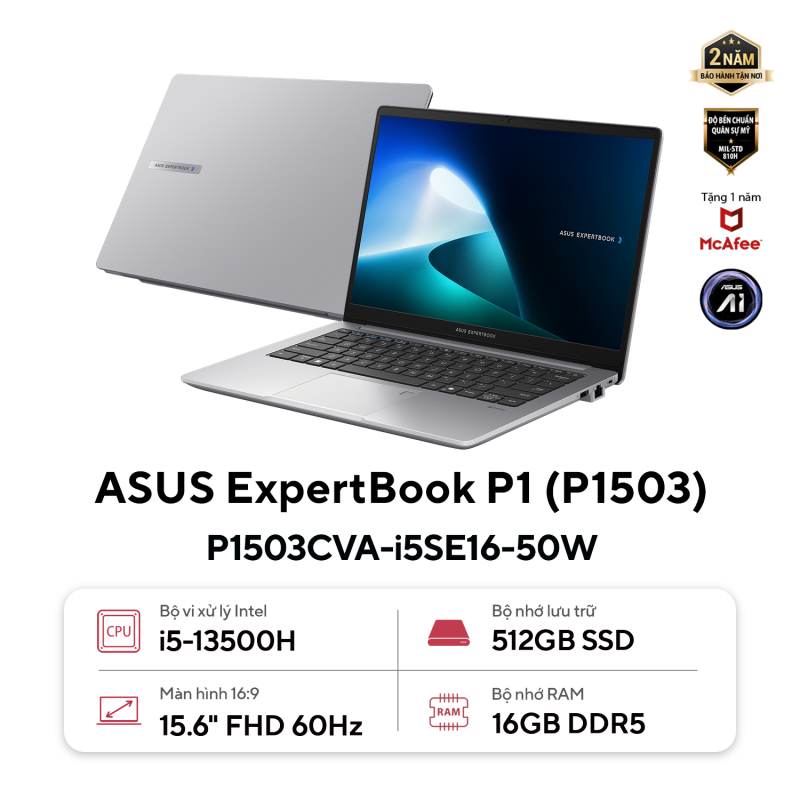 2 NĂM
BẢO HÀNH TẬN NƠI
ĐỘ BỀN CHUẨN
QUÂN SỰ MỸ
MIL-STD
810H
Tặng 1 năm
McAfee
ASUS
Ai
ASUS EXPERTBOOK
ASUS EXPERTBOOK
ASUS EXPERTBOOK
ASUS ExpertBook P1 (P1503)
P1503CVA-i5SE16-50W
CPU
Bộ vi xử lý Intel
i5-13500H
Bộ nhớ lưu trữ
512GB SSD
Màn hình 16:9
15.6" FHD 60Hz
RAM
Bộ nhớ RAM
16GB DDR5